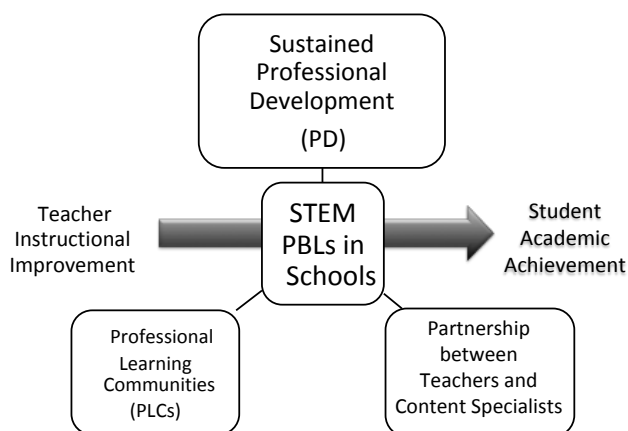 Sustained
Professional
Development
(PD)
Teacher
Instructional
Improvement
STEM
PBLs in
Schools
Student
Academic
Achievement
Professional
Learning
Communities
(PLCs)
Partnership
between
Teachers and
Content Specialists